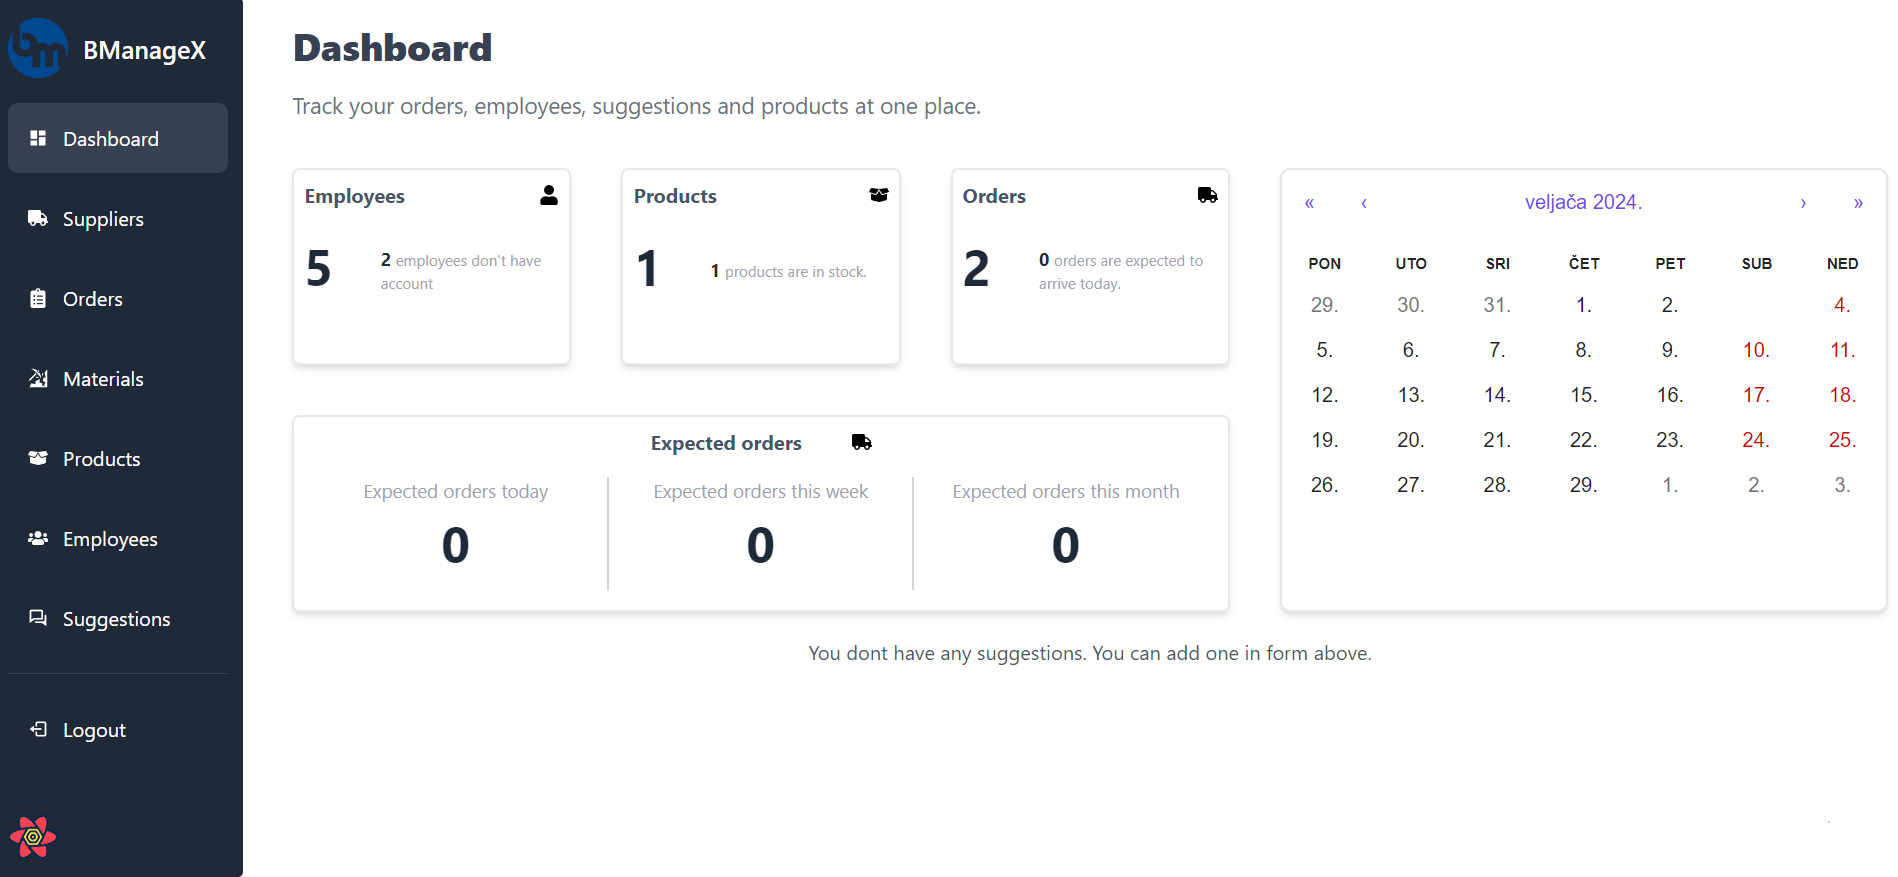 bm BManageX
Dashboard
Suppliers
Orders
Materials
Products
Employees
Suggestions
Logout
Dashboard
Track your orders, employees, suggestions and products at one place.
Employees
5
2 employees don't have
account
Products
1
1 products are in stock.
Orders
2
0 orders are expected to
arrive today.
Expected orders
Expected orders today
0
Expected orders this week
0
Expected orders this month
0
« ‹ veljača 2024. › »
PON UTO SRI ČET PET SUB NED
29. 30. 31. 1. 2. 4.
5. 6. 7. 8. 9. 10. 11.
12. 13. 14. 15. 16. 17. 18.
19. 20. 21. 22. 23. 24. 25.
26. 27. 28. 29. 1. 2. 3.
You dont have any suggestions. You can add one in form above.